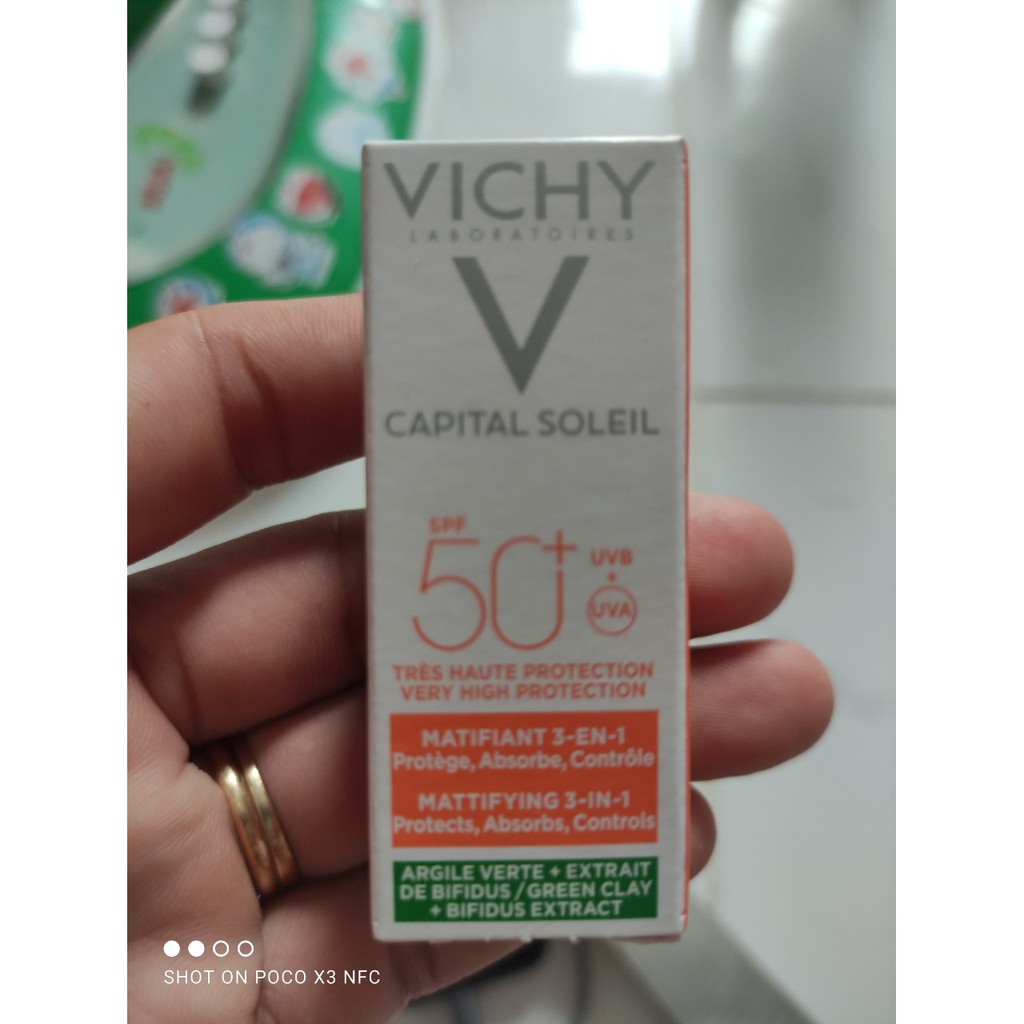 VICHY
LABORATOIRES
V
CAPITAL SOLEIL
SPF
50+
UVB
+
UVA
TRÈS HAUTE PROTECTION
VERY HIGH PROTECTION
MATIFIANT 3-EN-1
Protège, Absorbe, Contrôle
MATTIFYING 3-IN-1
Protects, Absorbs, Controls
ARGILE VERTE + EXTRAIT
DE BIFIDUS / GREEN CLAY
+ BIFIDUS EXTRACT
SHOT ON POCO X3 NFC